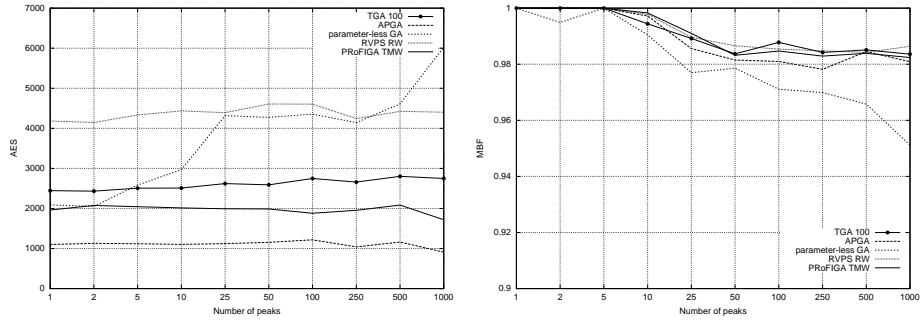 7000
6000
5000
4000
3000
2000
1000
0
AES
TGA 100
APGA
parameter-less GA
RVPS RW
PRoFIGA TMW
1 2 5 10 25 50 100 250 500 1000
Number of peaks
1
0.98
0.96
0.94
0.92
0.9
MBF
TGA 100
APGA
parameter-less GA
RVPS RW
PRoFIGA TMW
1 2 5 10 25 50 100 250 500 1000
Number of peaks